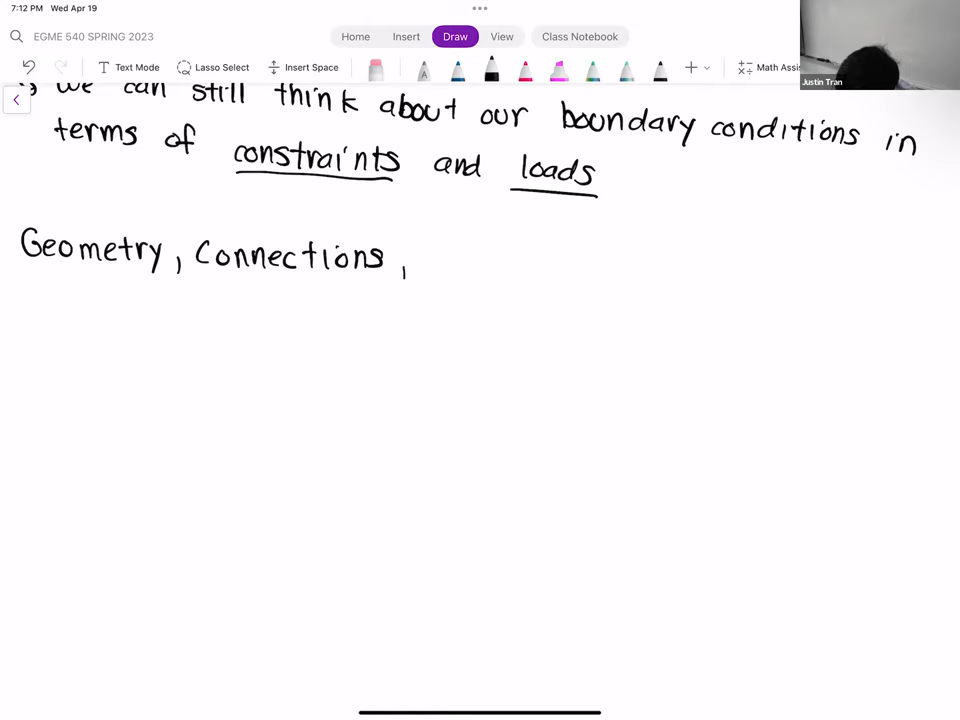 7:12 PM Wed Apr 19
EGME 540 SPRING 2023
Home Insert Draw View Class Notebook
Text Mode Lasso Select Insert Space Math Assis
Justin Tran
we can still think about our boundary conditions in
terms of constraints and loads
Geometry, Connections,